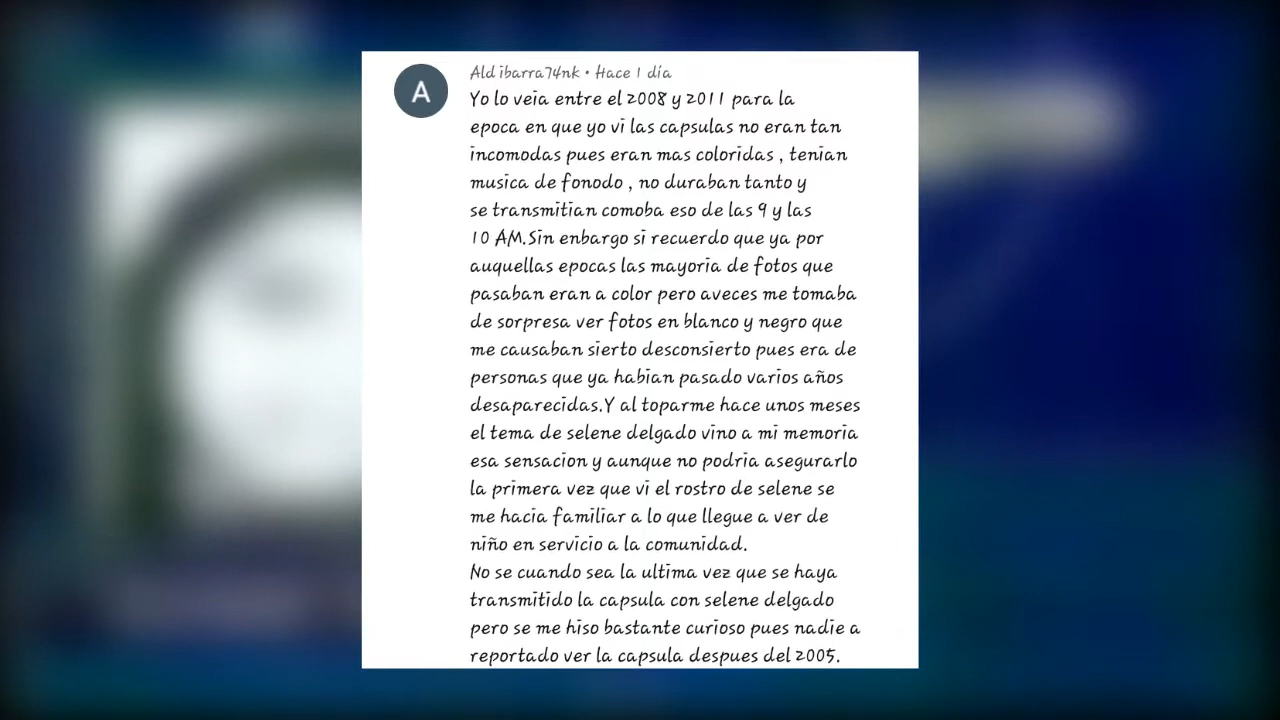 A
Ald ibarra74nk • Hace 1 día
Yo lo veia entre el 2008 y 2011 para la
epoca en que yo vi las capsulas no eran tan
incomodas pues eran mas coloridas , tenian
musica de fonodo , no duraban tanto y
se transmitian comoba eso de las 9 y las
10 AM.Sin enbargo si recuerdo que ya por
auquellas epocas las mayoria de fotos que
pasaban eran a color pero aveces me tomaba
de sorpresa ver fotos en blanco y negro que
me causaban sierto desconsierto pues era de
personas que ya habian pasado varios años
desaparecidas.Y al toparme hace unos meses
el tema de selene delgado vino a mi memoria
esa sensacion y aunque no podria asegurarlo
la primera vez que vi el rostro de selene se
me hacia familiar a lo que llegue a ver de
niño en servicio a la comunidad.
No se cuando sea la ultima vez que se haya
transmitido la capsula con selene delgado
pero se me hiso bastante curioso pues nadie a
reportado ver la capsula despues del 2005.